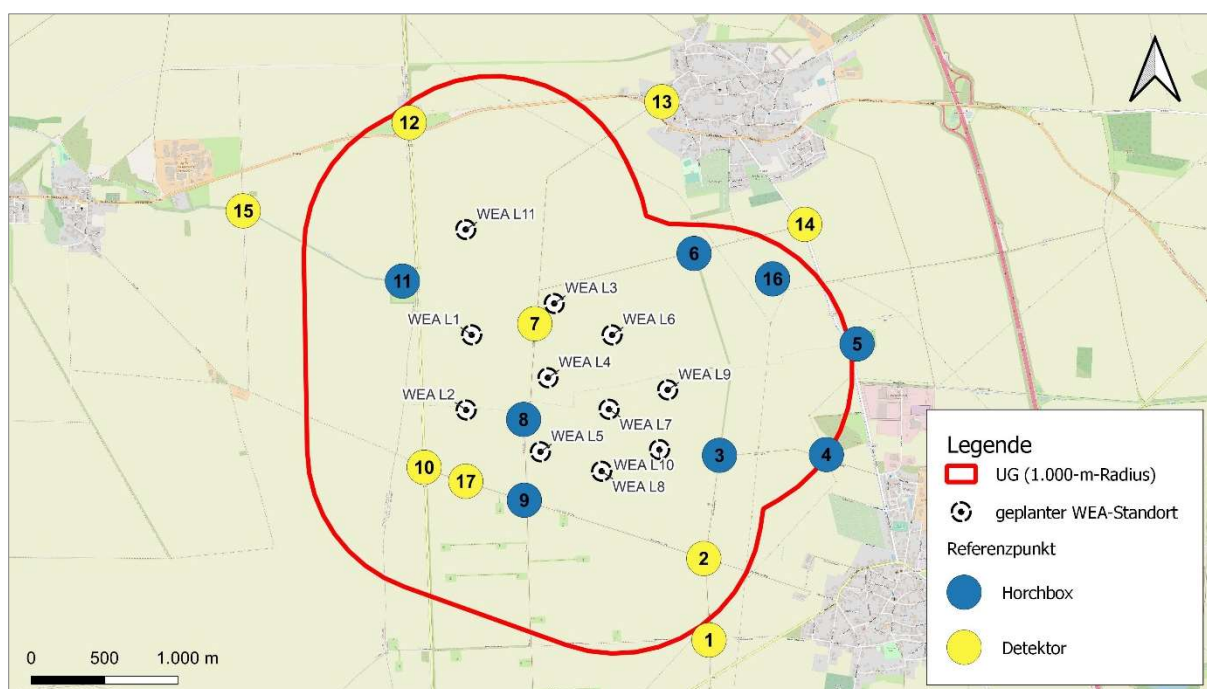 13
12
15
14
WEA L11
6
11
16
WEA L3
7
WEA L1
WEA L6
5
WEA L4
WEA L9
WEA L2
8
WEA L7
WEA L5
3
4
WEA L10
10
17
WEA L8
9
2
1
Legende
UG (1.000-m-Radius)
geplanter WEA-Standort
Referenzpunkt
Horchbox
Detektor
0 500 1.000 m